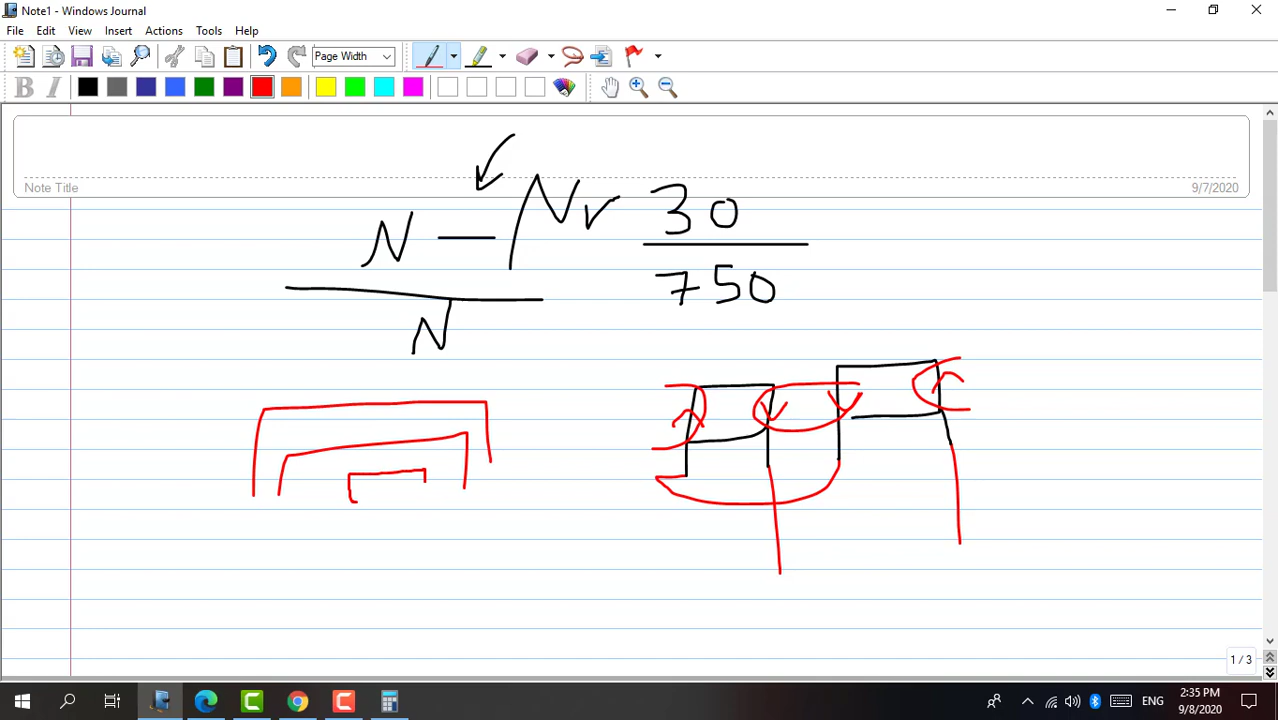 Note1 - Windows Journal
File Edit View Insert Actions Tools Help
Page Width
B I
Note Title
9/7/2020
N — Nr
N
30
750
1 / 3
ENG
2:35 PM
9/8/2020